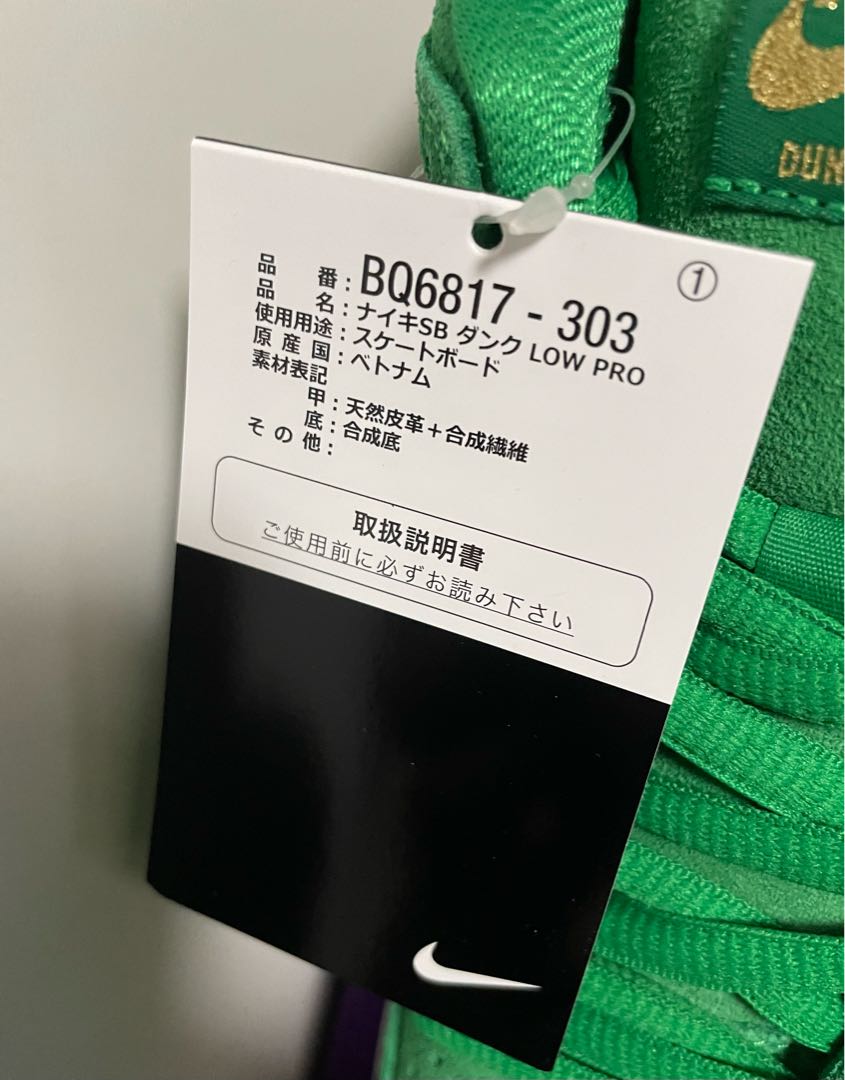 DUN
①
品番:BQ6817-303
品名:ナイキSB ダンク LOW PRO
使用用途:スケートボード
原産国:ベトナム
素材表記
甲:天然皮革+合成繊維
底:合成底
その他:
取扱説明書
ご使用前に必ずお読み下さい